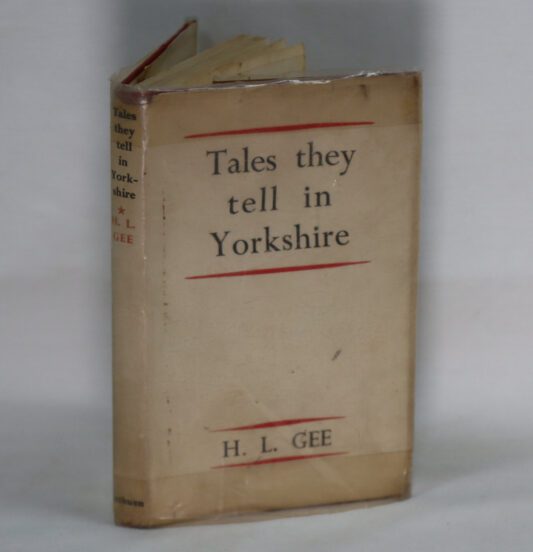 Tales
they
tell
in
York-
shire
H. L.
GEE
Tales they
tell in
Yorkshire
H. L. GEE